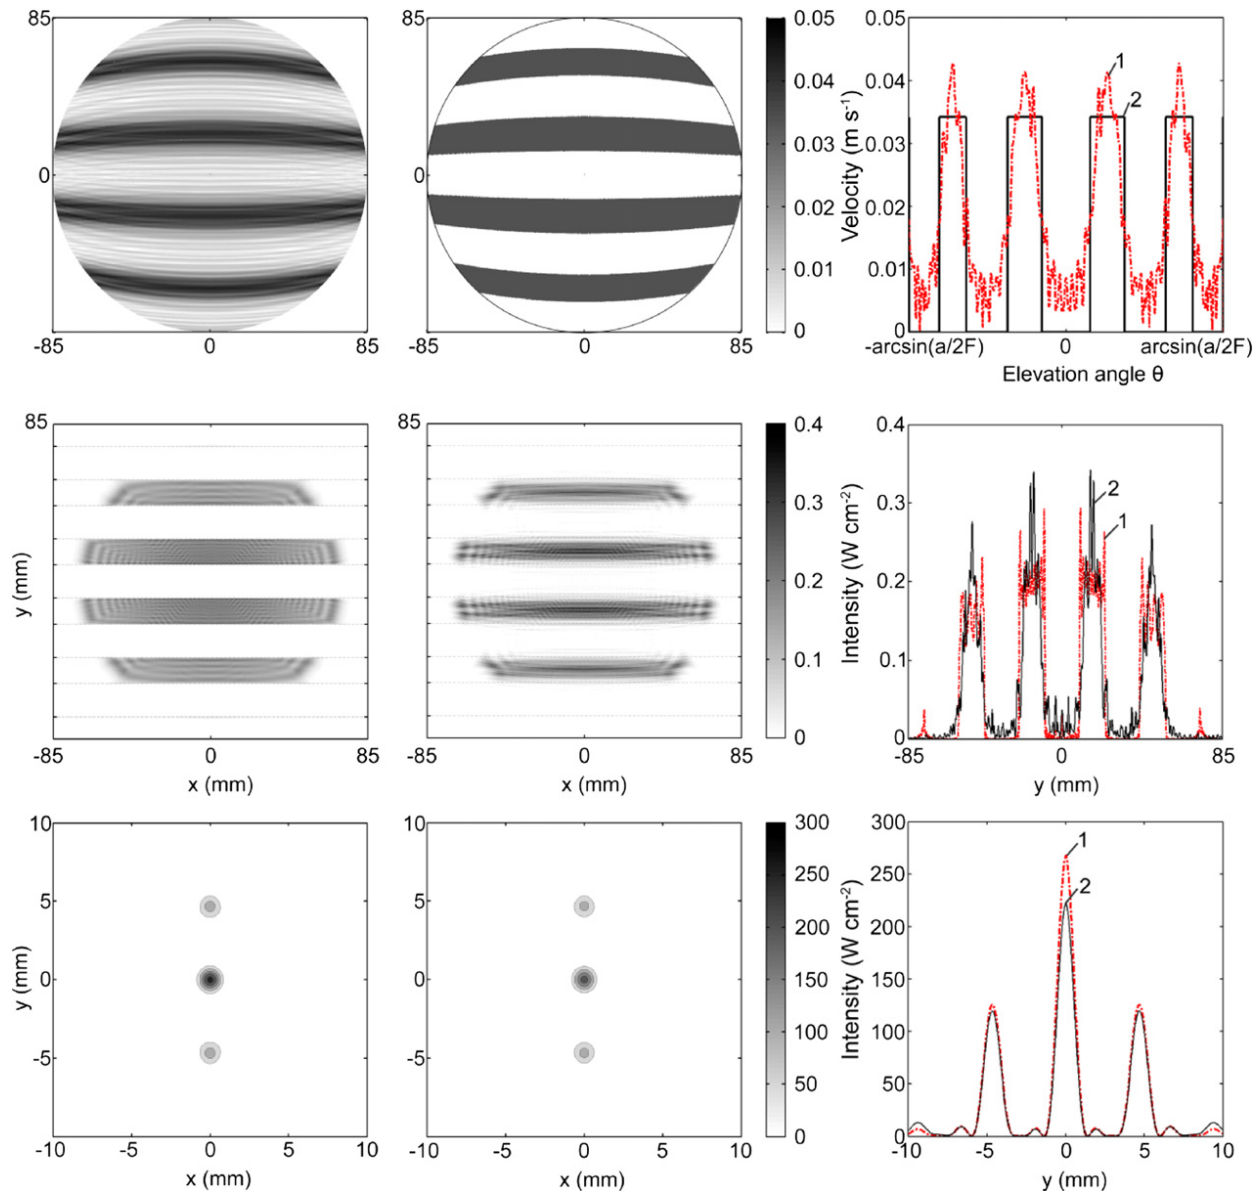 85
0
-85 0 85
-85 0 85
0.05
0.04
0.03
0.02
0.01
0
Velocity (m s-1)
0.05
0.04
0.03
0.02
0.01
0
1
2
-arcsin(a/2F) 0 arcsin(a/2F)
Elevation angle θ
85
0
-85
y (mm)
-85 0 85
x (mm)
85
0
-85
-85 0 85
x (mm)
0.4
0.3
0.2
0.1
0
Intensity (W cm-2)
0.4
0.3
0.2
0.1
0
2
1
-85 0 85
y (mm)
10
5
0
-5
-10
y (mm)
-10 -5 0 5 10
x (mm)
10
5
0
-5
-10 -5 0 5 10
x (mm)
300
250
200
150
100
50
0
Intensity (W cm-2)
300
250
200
150
100
50
0
1
2
-10 -5 0 5 10
y (mm)